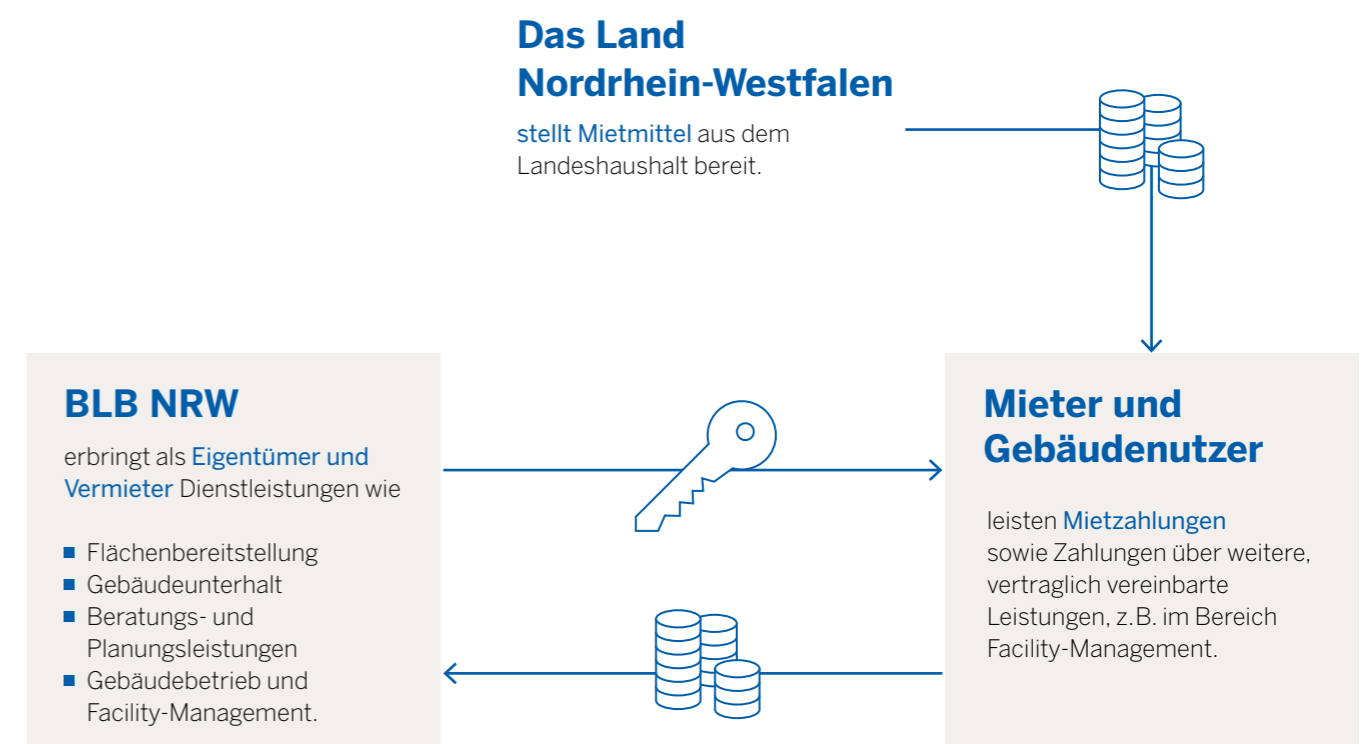 Das Land
Nordrhein-Westfalen
stellt Mietmittel aus dem
Landeshaushalt bereit.
BLB NRW
erbringt als Eigentümer und
Vermieter Dienstleistungen wie
Flächenbereitstellung
Gebäudeunterhalt
Beratungs- und
Planungsleistungen
Gebäudebetrieb und
Facility-Management.
Mieter und
Gebäudenutzer
leisten Mietzahlungen
sowie Zahlungen über weitere,
vertraglich vereinbarte
Leistungen, z.B. im Bereich
Facility-Management.